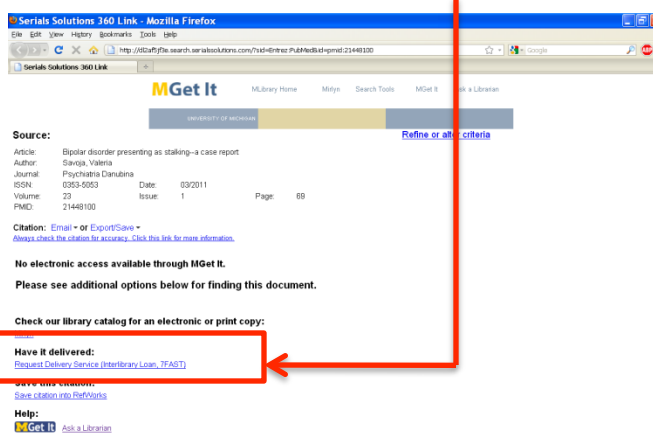 Serials Solutions 360 Link - Mozilla Firefox
File Edit View History Bookmarks Tools Help
Google
Serials Solutions 360 Link
MGet It MLibrary Home Mirlyn Search Tools MGet It Ask a Librarian
UNIVERSITY OF MICHIGAN
Source: Refine or alter criteria
Article: Bipolar disorder presenting as stalking--a case report
Author: Savoja, Valeria
Journal: Psychiatria Danubina
ISSN: 0353-5053 Date: 03/2011
Volume: 23 Issue: 1 Page: 69
PMID: 21448100
Citation: Email or Export/Save
Always check the citation for accuracy. Click this link for more information.
No electronic access available through MGet It.
Please see additional options below for finding this document.
Check our library catalog for an electronic or print copy:
Have it delivered:
Request Delivery Service (Interlibrary Loan, 7FAST)
Save this citation:
Save citation into RefWorks
Help:
MGet It Ask a Librarian